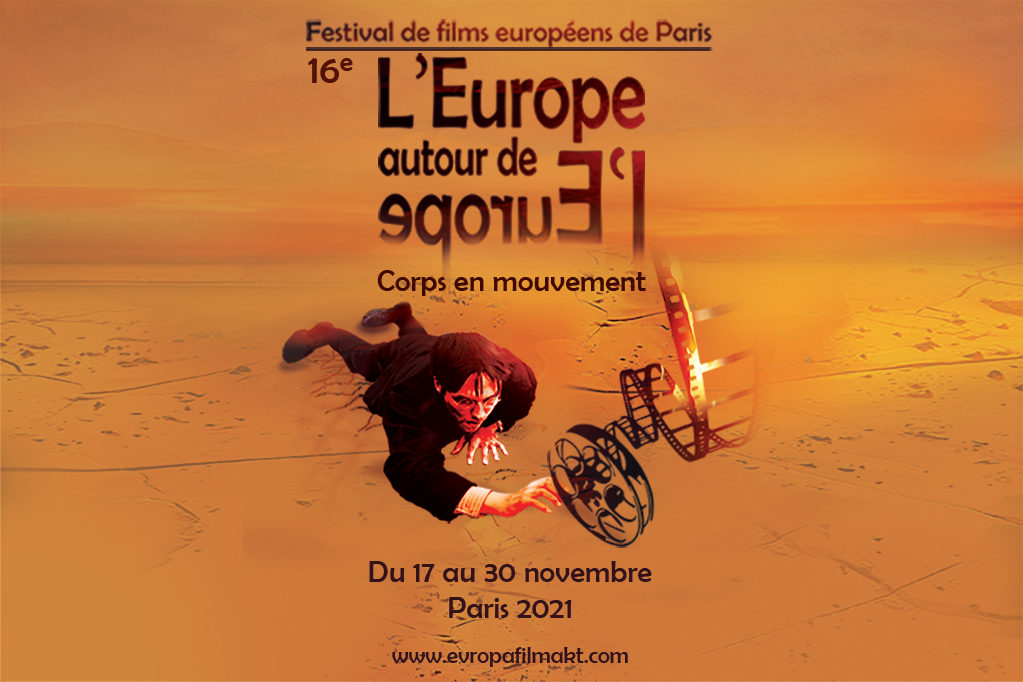 Festival de films européens de Paris
16e
L'Europe
autour de
L'Europe
Corps en mouvement
Du 17 au 30 novembre
Paris 2021
www.evropafilmakt.com